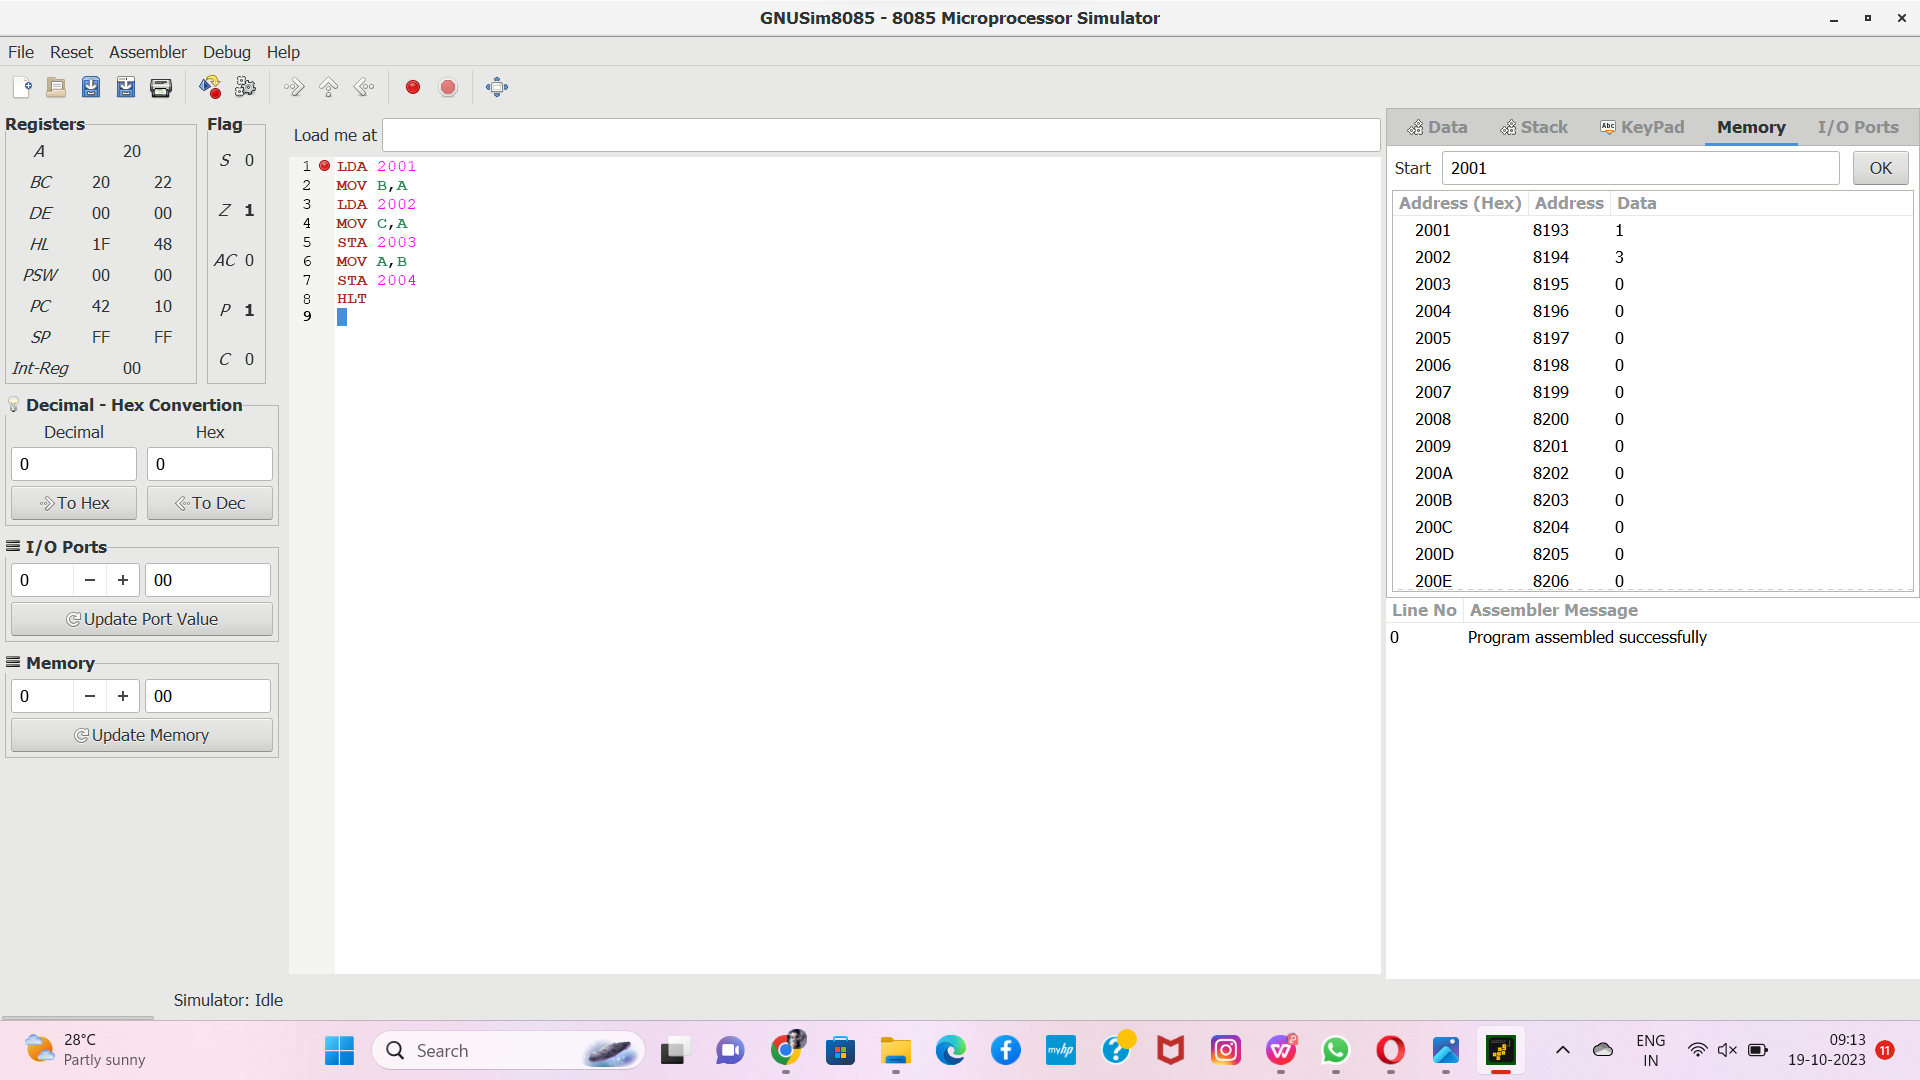 GNUSim8085 - 8085 Microprocessor Simulator
File Reset Assembler Debug Help
Registers
A 20
BC 20 22
DE 00 00
HL 1F 48
PSW 00 00
PC 42 10
SP FF FF
Int-Reg 00
Flag
S 0
Z 1
AC 0
P 1
C 0
Decimal - Hex Convertion
Decimal Hex
0 0
To Hex To Dec
I/O Ports
0 − + 00
Update Port Value
Memory
0 − + 00
Update Memory
Load me at
1 LDA 2001
2 MOV B,A
3 LDA 2002
4 MOV C,A
5 STA 2003
6 MOV A,B
7 STA 2004
8 HLT
9
Data Stack Abc KeyPad Memory I/O Ports
Start 2001 OK
Address (Hex) Address Data
2001 8193 1
2002 8194 3
2003 8195 0
2004 8196 0
2005 8197 0
2006 8198 0
2007 8199 0
2008 8200 0
2009 8201 0
200A 8202 0
200B 8203 0
200C 8204 0
200D 8205 0
200E 8206 0
Line No Assembler Message
0 Program assembled successfully
Simulator: Idle
28°C
Partly sunny
Search
myhp
ENG
IN
09:13
19-10-2023
11